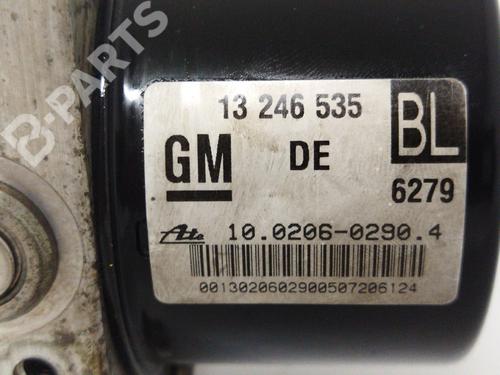 B-PARTS
13 246 535
BL
GM DE
6279
Ate 10.0206-0290.4
0013020602900507206124